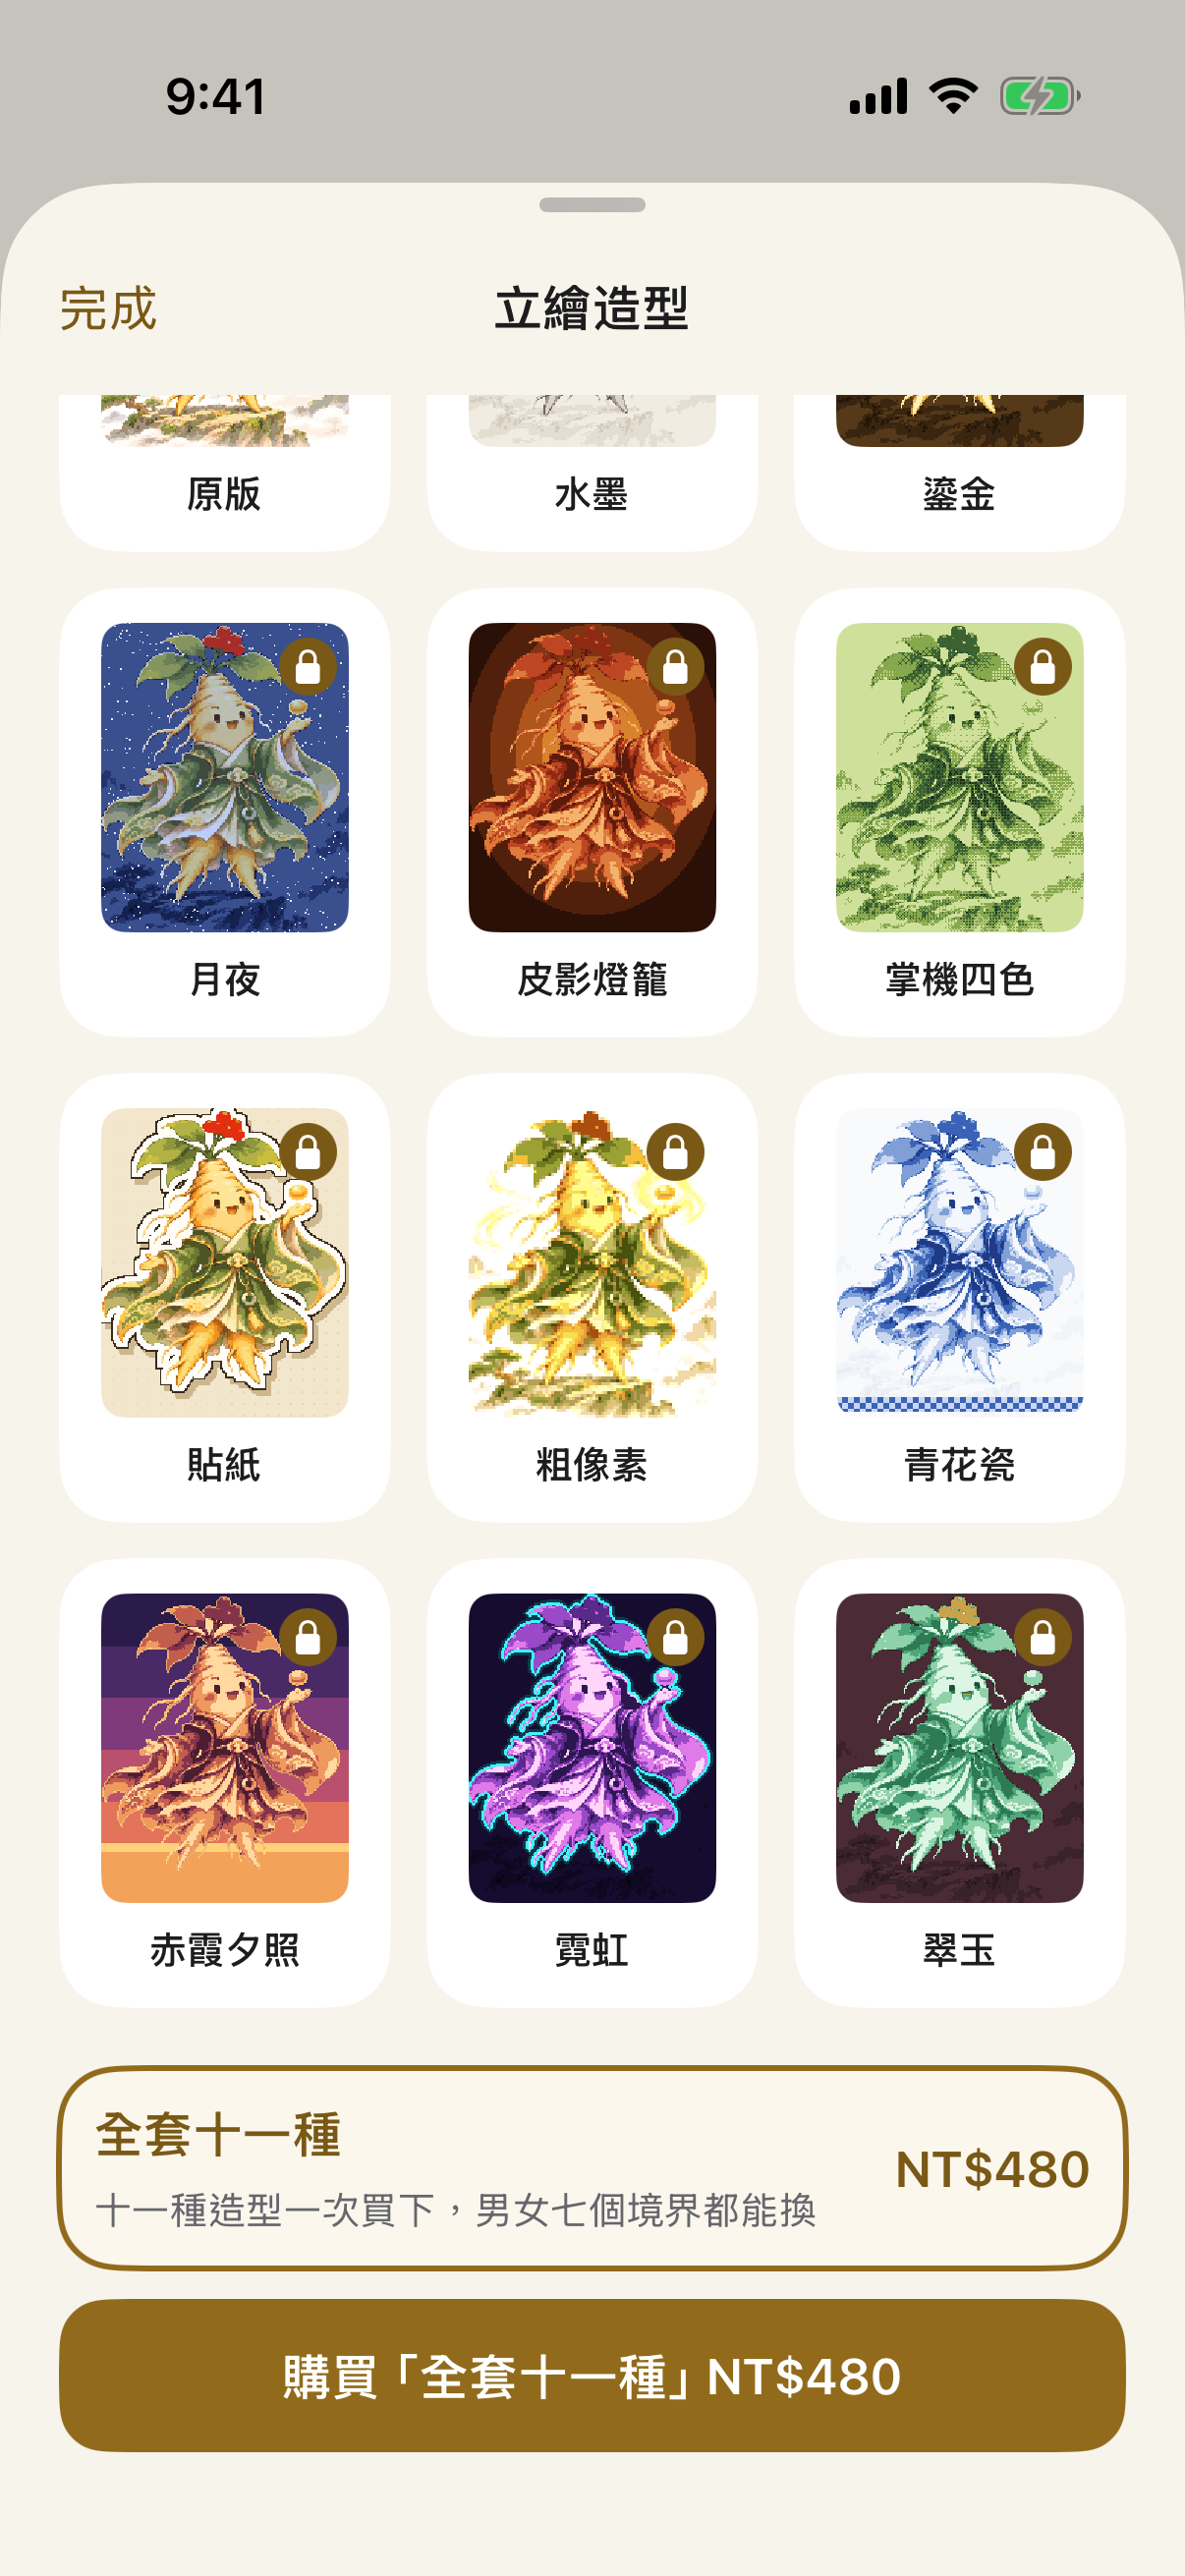 9:41
完成
立繪造型
原版
水墨
鎏金
月夜
皮影燈籠
掌機四色
貼紙
粗像素
青花瓷
赤霞夕照
霓虹
翠玉
全套十一種
十一種造型一次買下，男女七個境界都能換
NT$480
購買「全套十一種」NT$480